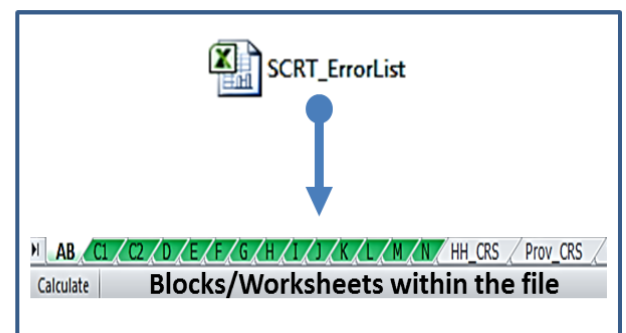 SCRT_ErrorList
AB C1 C2 D E F G H I J K L M N HH_CRS Prov_CRS
Calculate Blocks/Worksheets within the file